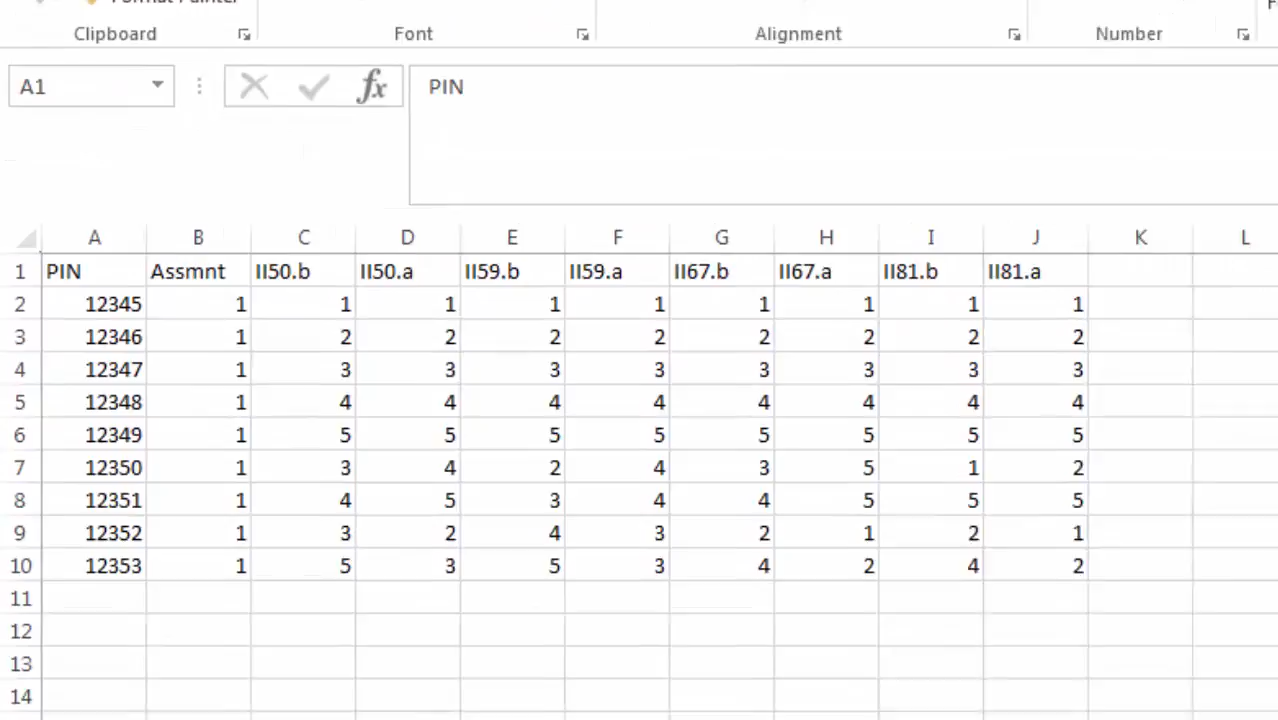 Format Painter
Clipboard Font Alignment Number
A1 fx PIN
A B C D E F G H I J K L
1 PIN Assmnt II50.b II50.a II59.b II59.a II67.b II67.a II81.b II81.a
2 12345 1 1 1 1 1 1 1 1 1
3 12346 1 2 2 2 2 2 2 2 2
4 12347 1 3 3 3 3 3 3 3 3
5 12348 1 4 4 4 4 4 4 4 4
6 12349 1 5 5 5 5 5 5 5 5
7 12350 1 3 4 2 4 3 5 1 2
8 12351 1 4 5 3 4 4 5 5 5
9 12352 1 3 2 4 3 2 1 2 1
10 12353 1 5 3 5 3 4 2 4 2
11
12
13
14